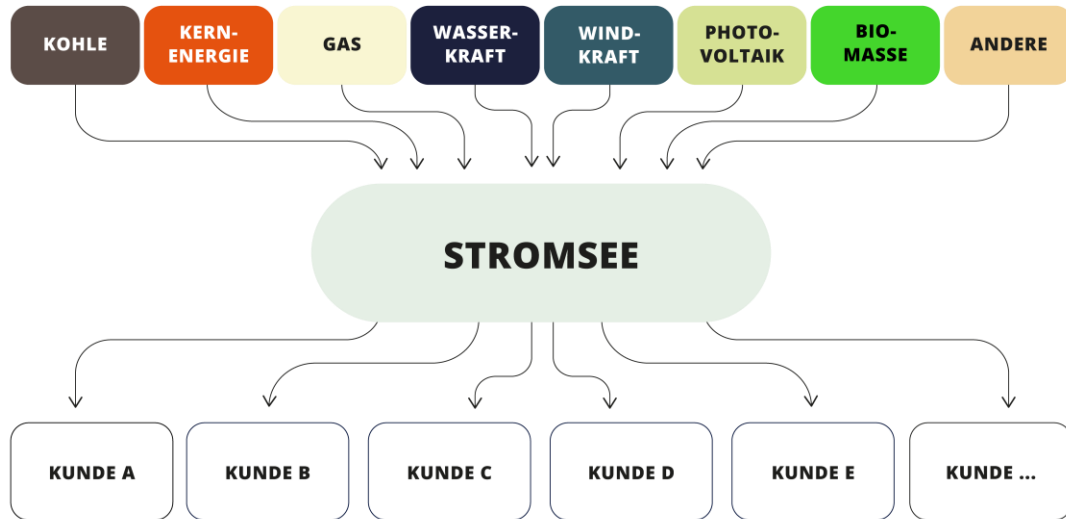 KOHLE
KERN-
ENERGIE
GAS
WASSER-
KRAFT
WIND-
KRAFT
PHOTO-
VOLTAIK
BIO-
MASSE
ANDERE
STROMSEE
KUNDE A
KUNDE B
KUNDE C
KUNDE D
KUNDE E
KUNDE ...